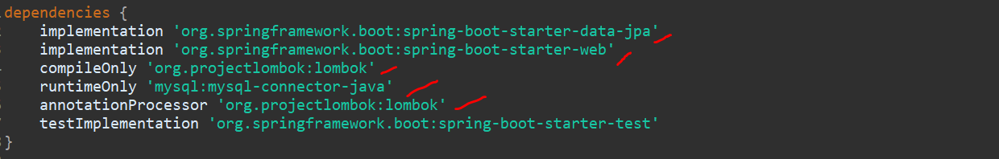 dependencies {
implementation 'org.springframework.boot:spring-boot-starter-data-jpa'
implementation 'org.springframework.boot:spring-boot-starter-web'
compileOnly 'org.projectlombok:lombok'
runtimeOnly 'mysql:mysql-connector-java'
annotationProcessor 'org.projectlombok:lombok'
testImplementation 'org.springframework.boot:spring-boot-starter-test'
}